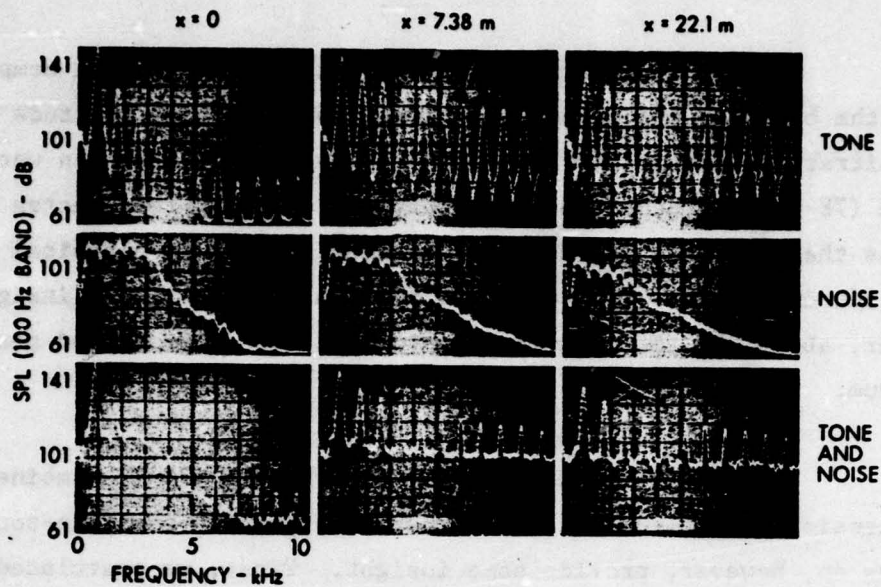 x = 0 x = 7.38 m x = 22.1 m
141
101
61
TONE
101
61
NOISE
141
101
61
TONE
AND
NOISE
SPL (100 Hz BAND) - dB
0 5 10
FREQUENCY - kHz